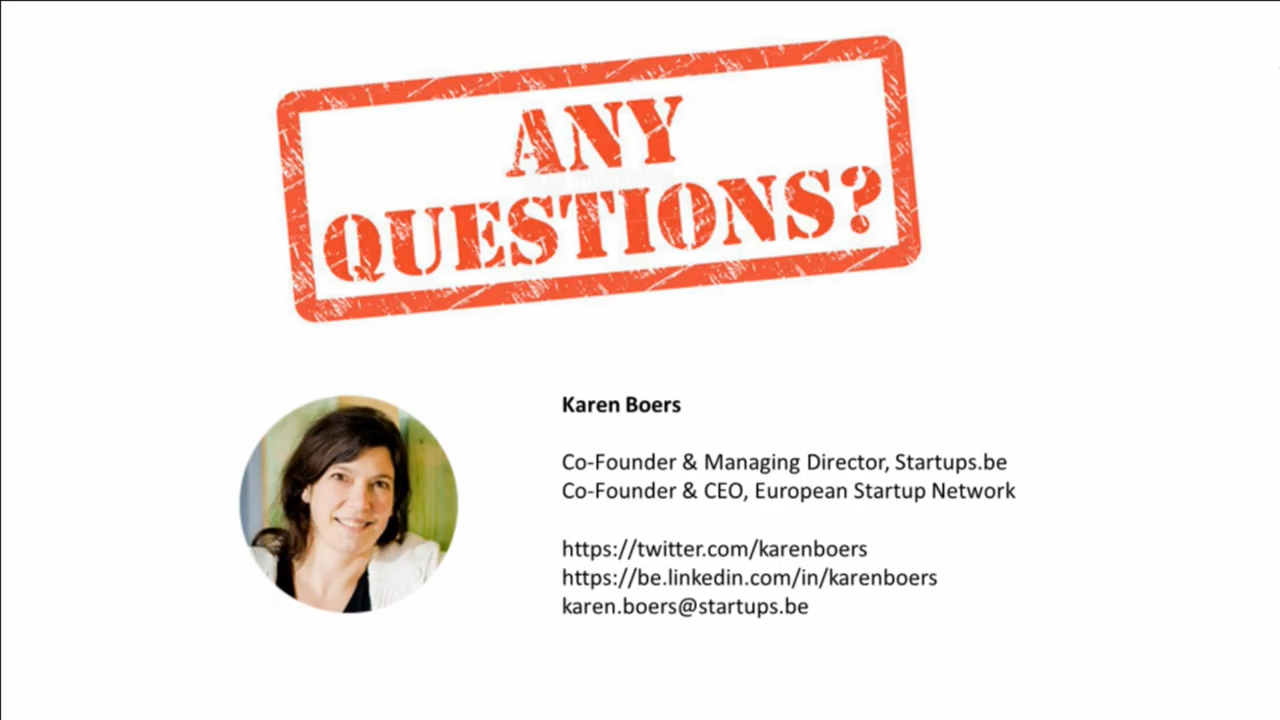 ANY
QUESTIONS?
Karen Boers
Co-Founder & Managing Director, Startups.be
Co-Founder & CEO, European Startup Network
https://twitter.com/karenboers
https://be.linkedin.com/in/karenboers
karen.boers@startups.be